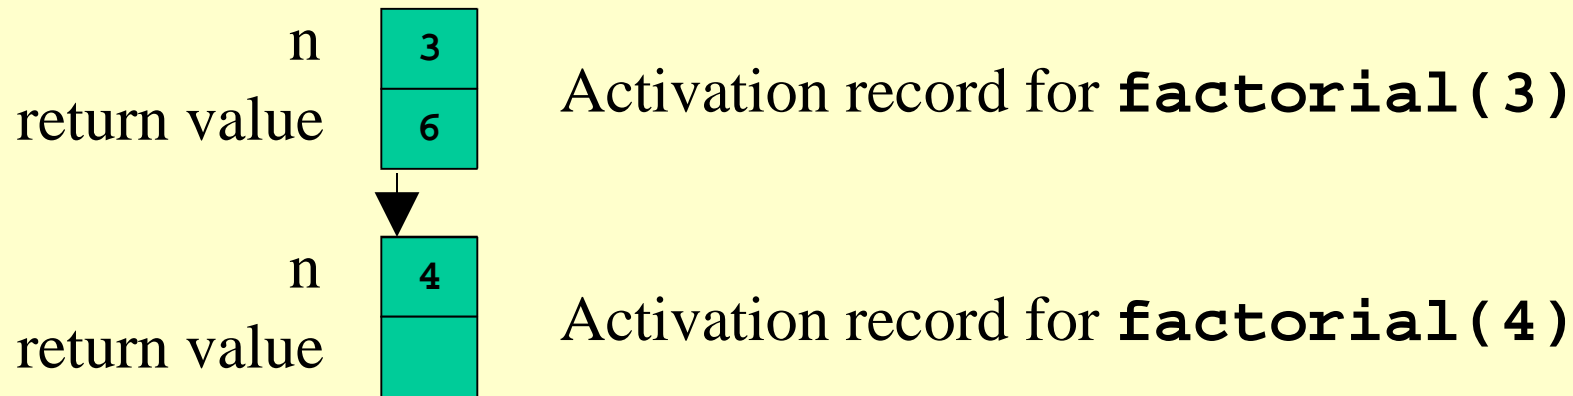 n 3
Activation record for factorial(3)
return value 6
n 4
Activation record for factorial(4)
return value